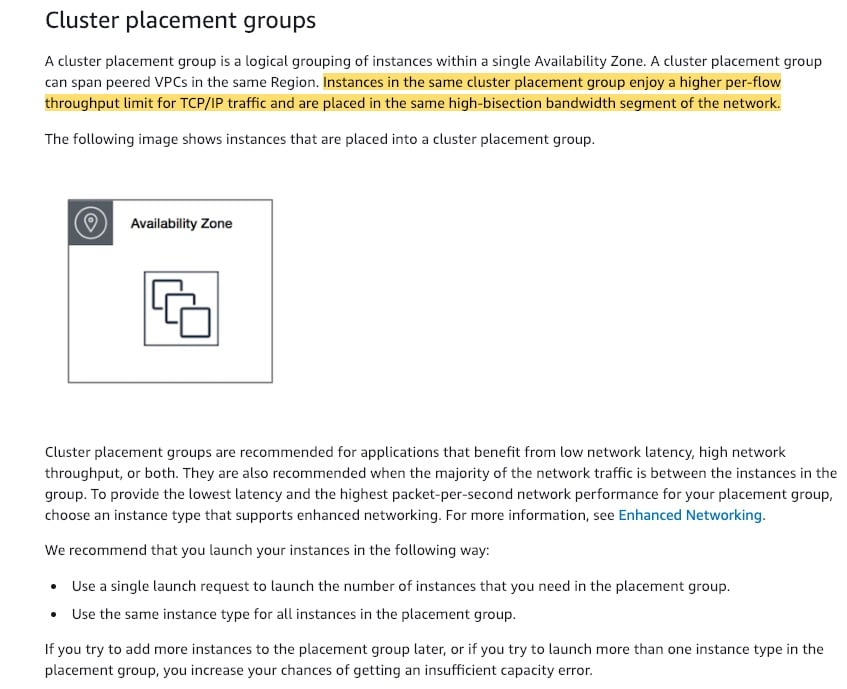 Cluster placement groups
A cluster placement group is a logical grouping of instances within a single Availability Zone. A cluster placement group
can span peered VPCs in the same Region. Instances in the same cluster placement group enjoy a higher per-flow
throughput limit for TCP/IP traffic and are placed in the same high-bisection bandwidth segment of the network.
The following image shows instances that are placed into a cluster placement group.
Availability Zone
Cluster placement groups are recommended for applications that benefit from low network latency, high network
throughput, or both. They are also recommended when the majority of the network traffic is between the instances in the
group. To provide the lowest latency and the highest packet-per-second network performance for your placement group,
choose an instance type that supports enhanced networking. For more information, see Enhanced Networking.
We recommend that you launch your instances in the following way:
• Use a single launch request to launch the number of instances that you need in the placement group.
• Use the same instance type for all instances in the placement group.
If you try to add more instances to the placement group later, or if you try to launch more than one instance type in the
placement group, you increase your chances of getting an insufficient capacity error.